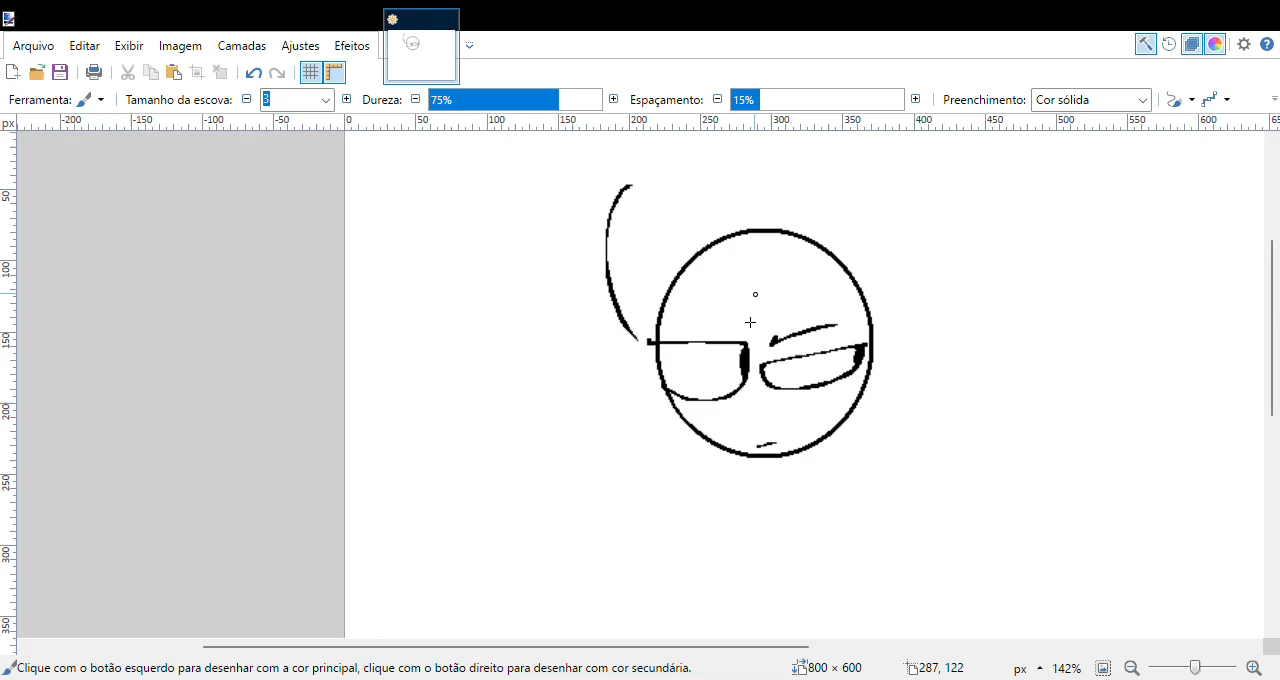 Arquivo Editar Exibir Imagem Camadas Ajustes Efeitos
Ferramenta: Tamanho da escova: 3 Dureza: 75% Espaçamento: 15% Preenchimento: Cor sólida
px -200 -150 -100 -50 0 50 100 150 200 250 300 350 400 450 500 550 600 65
50
100
150
200
250
300
350
Clique com o botão esquerdo para desenhar com a cor principal, clique com o botão direito para desenhar com cor secundária. 800 × 600 287, 122 px 142%